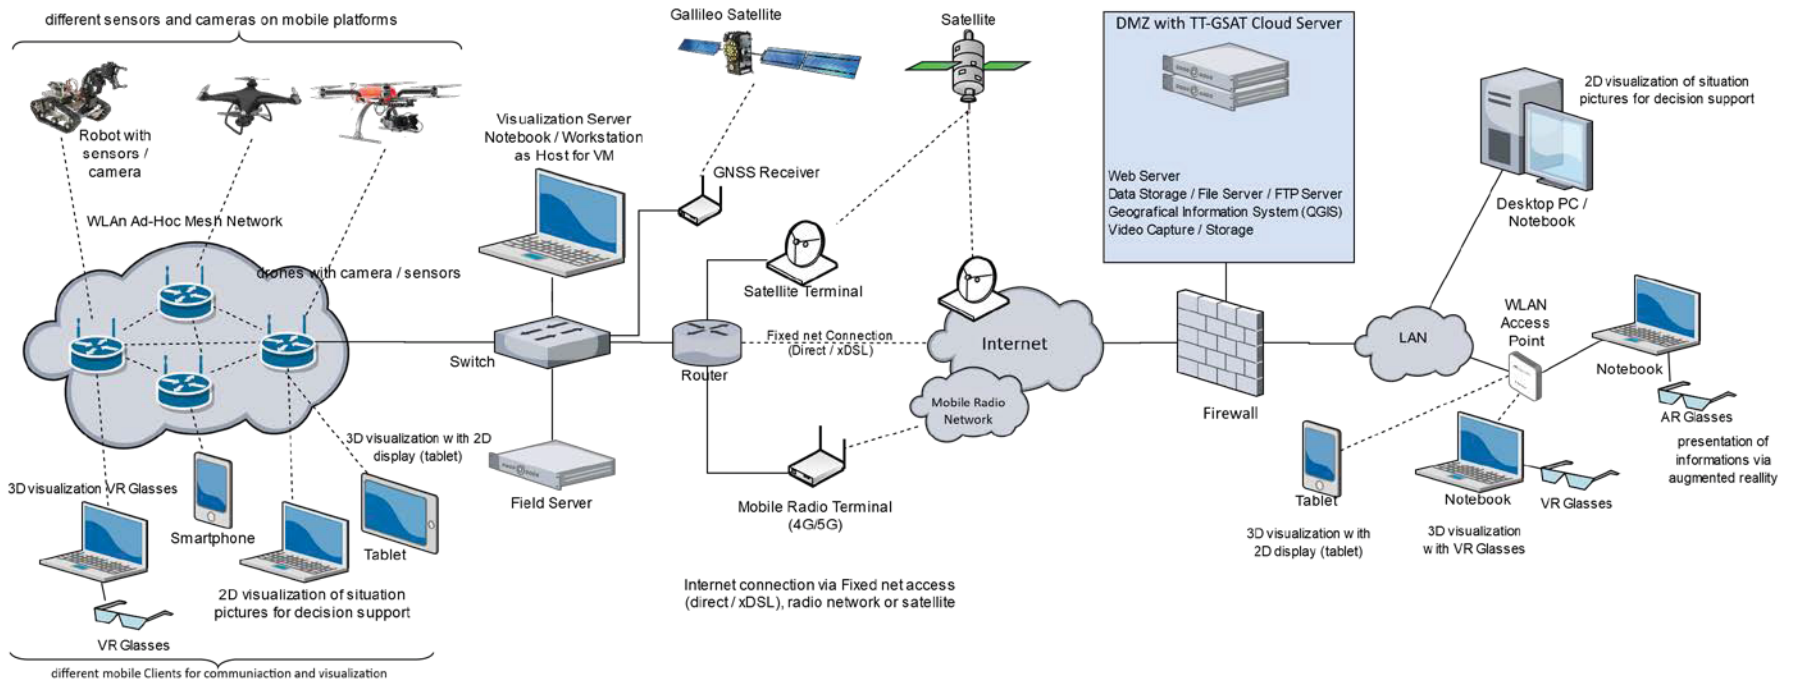 different sensors and cameras on mobile platforms
Robot with
sensors /
camera
WLAn Ad-Hoc Mesh Network
drones with camera / sensors
3D visualization VR Glasses
Smartphone
3D visualization with 2D
display (tablet)
Tablet
2D visualization of situation
pictures for decision support
VR Glasses
different mobile Clients for communiaction and visualization
Visualization Server
Notebook / Workstation
as Host for VM
Switch
Field Server
Gallileo Satellite
GNSS Receiver
Satellite
Satellite Terminal
Router
Fixed net Connection
(Direct / xDSL)
Internet
Mobile Radio
Network
Mobile Radio Terminal
(4G/5G)
Internet connection via Fixed net access
(direct / xDSL), radio network or satellite
DMZ with TT-GSAT Cloud Server
Web Server
Data Storage / File Server / FTP Server
Geografical Information System (QGIS)
Video Capture / Storage
Firewall
LAN
2D visualization of situation
pictures for decision support
Desktop PC /
Notebook
WLAN
Access
Point
Notebook
AR Glasses
presentation of
informations via
augmented reallity
Tablet
3D visualization with
2D display (tablet)
Notebook
VR Glasses
3D visualization
with VR Glasses